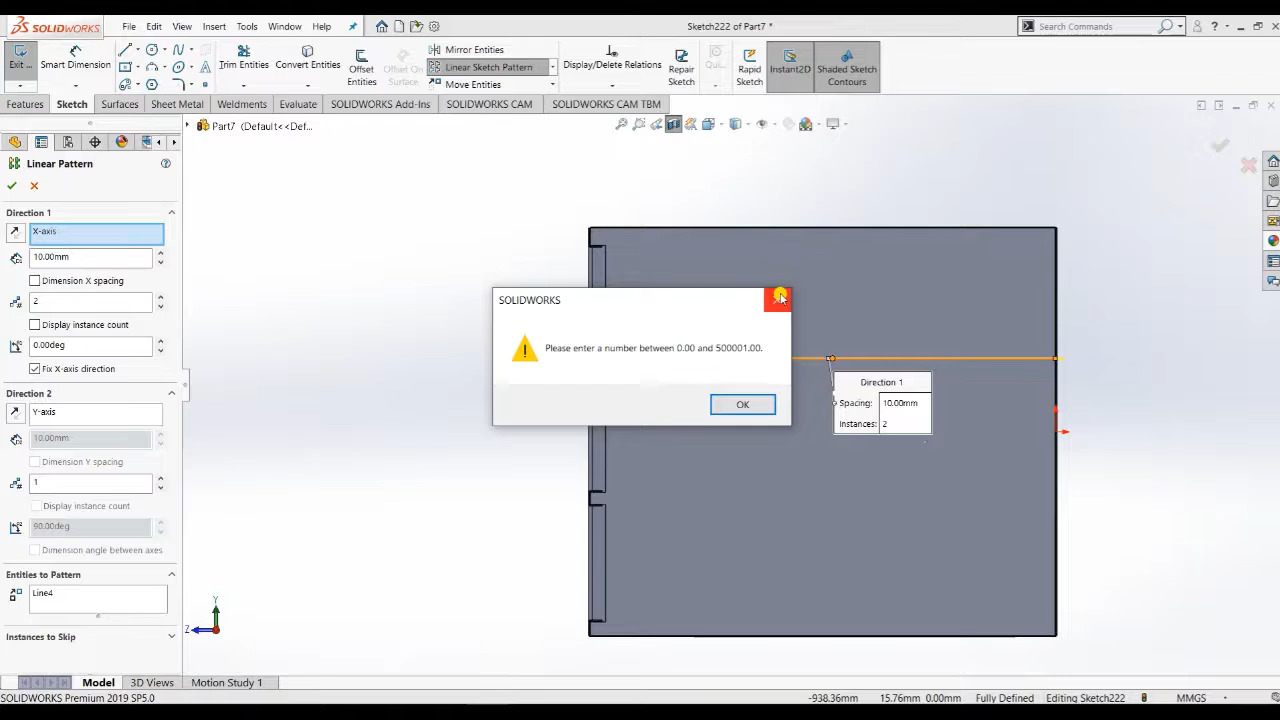 SOLIDWORKS
File Edit View Insert Tools Window Help
Sketch222 of Part7 *
Search Commands
Exit ...
Smart Dimension
Trim Entities
Convert Entities
Offset Entities
Offset On Surface
Mirror Entities
Linear Sketch Pattern
Move Entities
Display/Delete Relations
Repair Sketch
Qui...
Rapid Sketch
Instant2D
Shaded Sketch Contours
Features Sketch Surfaces Sheet Metal Weldments Evaluate SOLIDWORKS Add-Ins SOLIDWORKS CAM SOLIDWORKS CAM TBM
Part7 (Default<<Def...
Linear Pattern
Direction 1
X-axis
10.00mm
Dimension X spacing
2
Display instance count
0.00deg
Fix X-axis direction
Direction 2
Y-axis
10.00mm
Dimension Y spacing
1
Display instance count
90.00deg
Dimension angle between axes
Entities to Pattern
Line4
Instances to Skip
SOLIDWORKS
Please enter a number between 0.00 and 500001.00.
OK
Direction 1
Spacing: 10.00mm
Instances: 2
Y
Z
Model 3D Views Motion Study 1
SOLIDWORKS Premium 2019 SP5.0
-938.36mm 15.76mm 0.00mm Fully Defined Editing Sketch222 MMGS